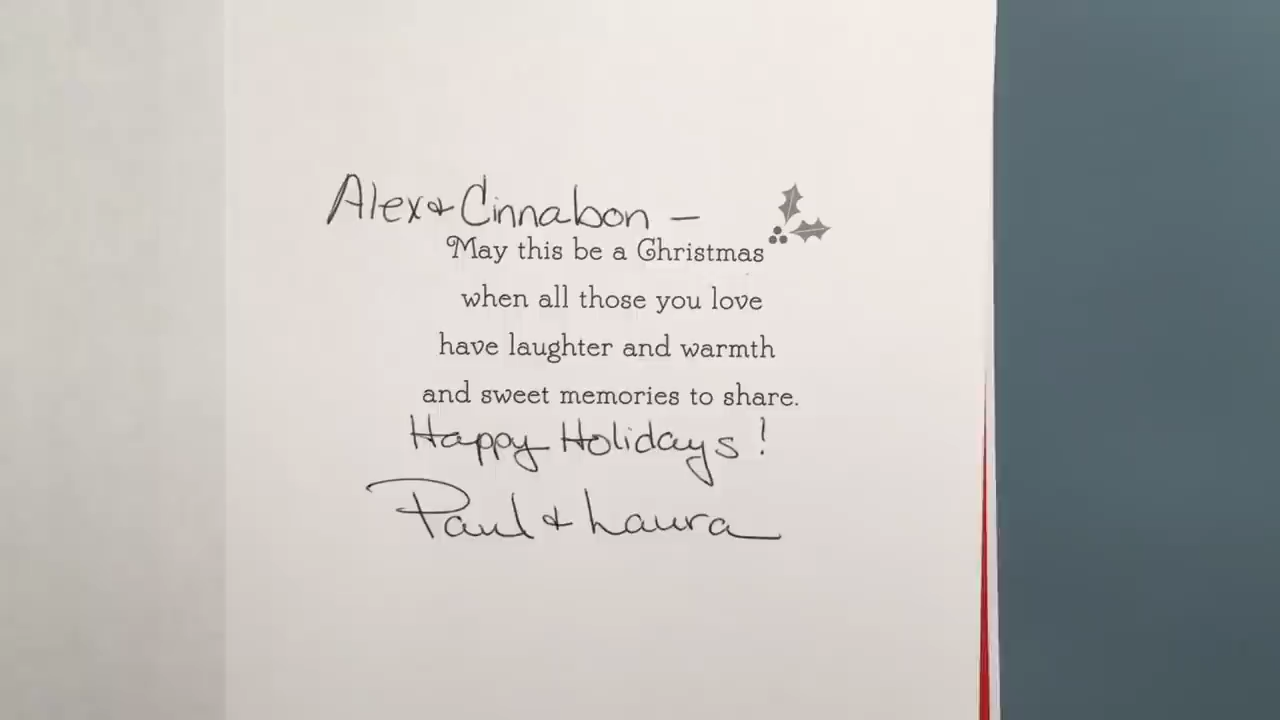 Alex & Cinnabon –
May this be a Christmas
when all those you love
have laughter and warmth
and sweet memories to share.
Happy Holidays!
Paul & Laura